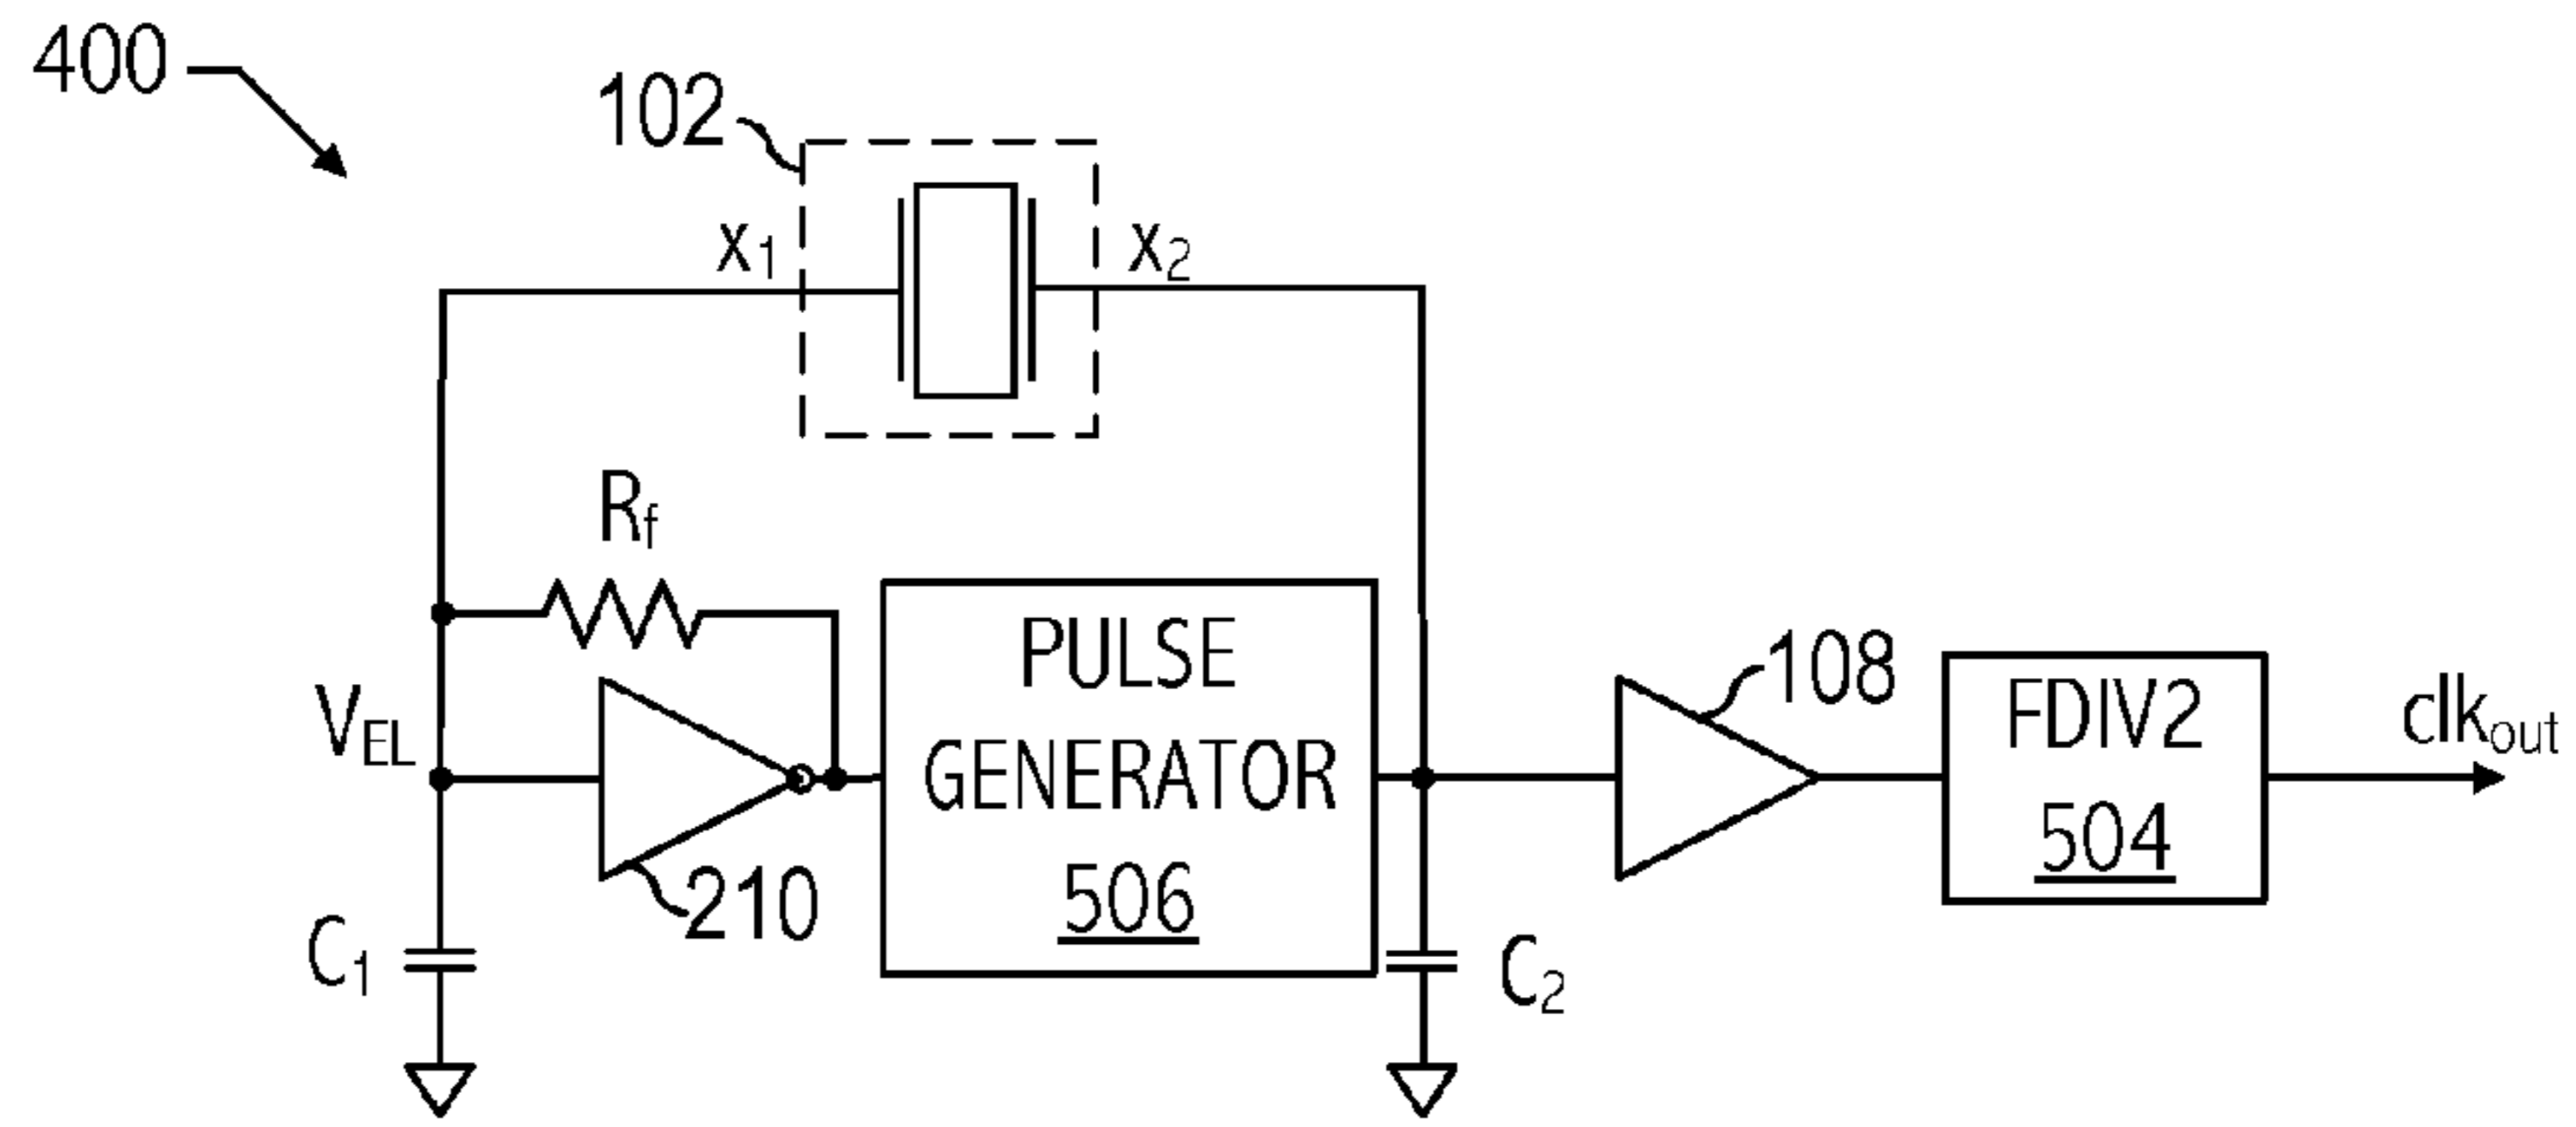 400
102
x1
x2
Rf
PULSE
GENERATOR
506
108
FDIV2
504
clkout
VEL
210
C1
C2